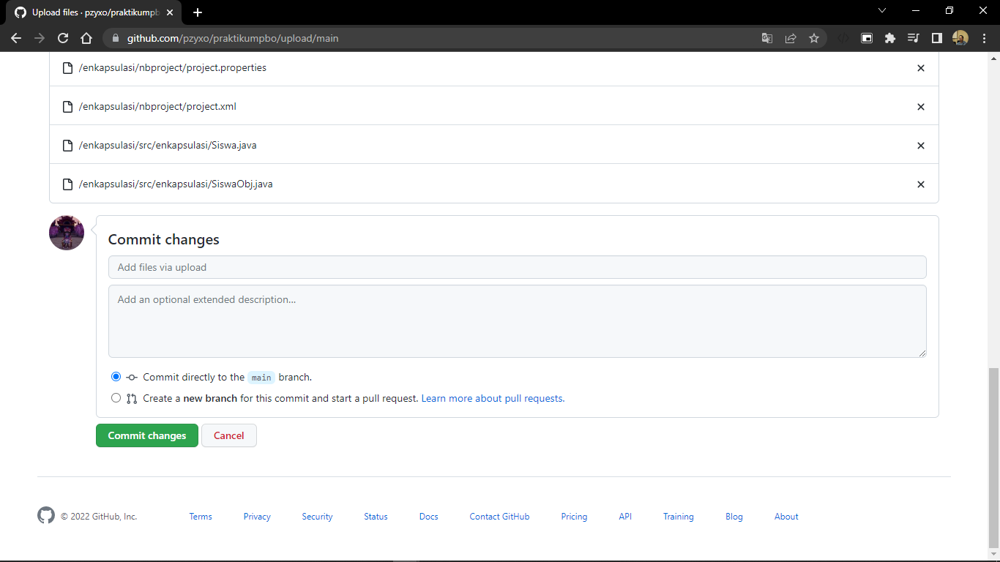 Upload files · pzyxo/praktikumpb
github.com/pzyxo/praktikumpbo/upload/main
/enkapsulasi/nbproject/project.properties
/enkapsulasi/nbproject/project.xml
/enkapsulasi/src/enkapsulasi/Siswa.java
/enkapsulasi/src/enkapsulasi/SiswaObj.java
Commit changes
Add files via upload
Add an optional extended description...
Commit directly to the main branch.
Create a new branch for this commit and start a pull request. Learn more about pull requests.
Commit changes Cancel
© 2022 GitHub, Inc. Terms Privacy Security Status Docs Contact GitHub Pricing API Training Blog About